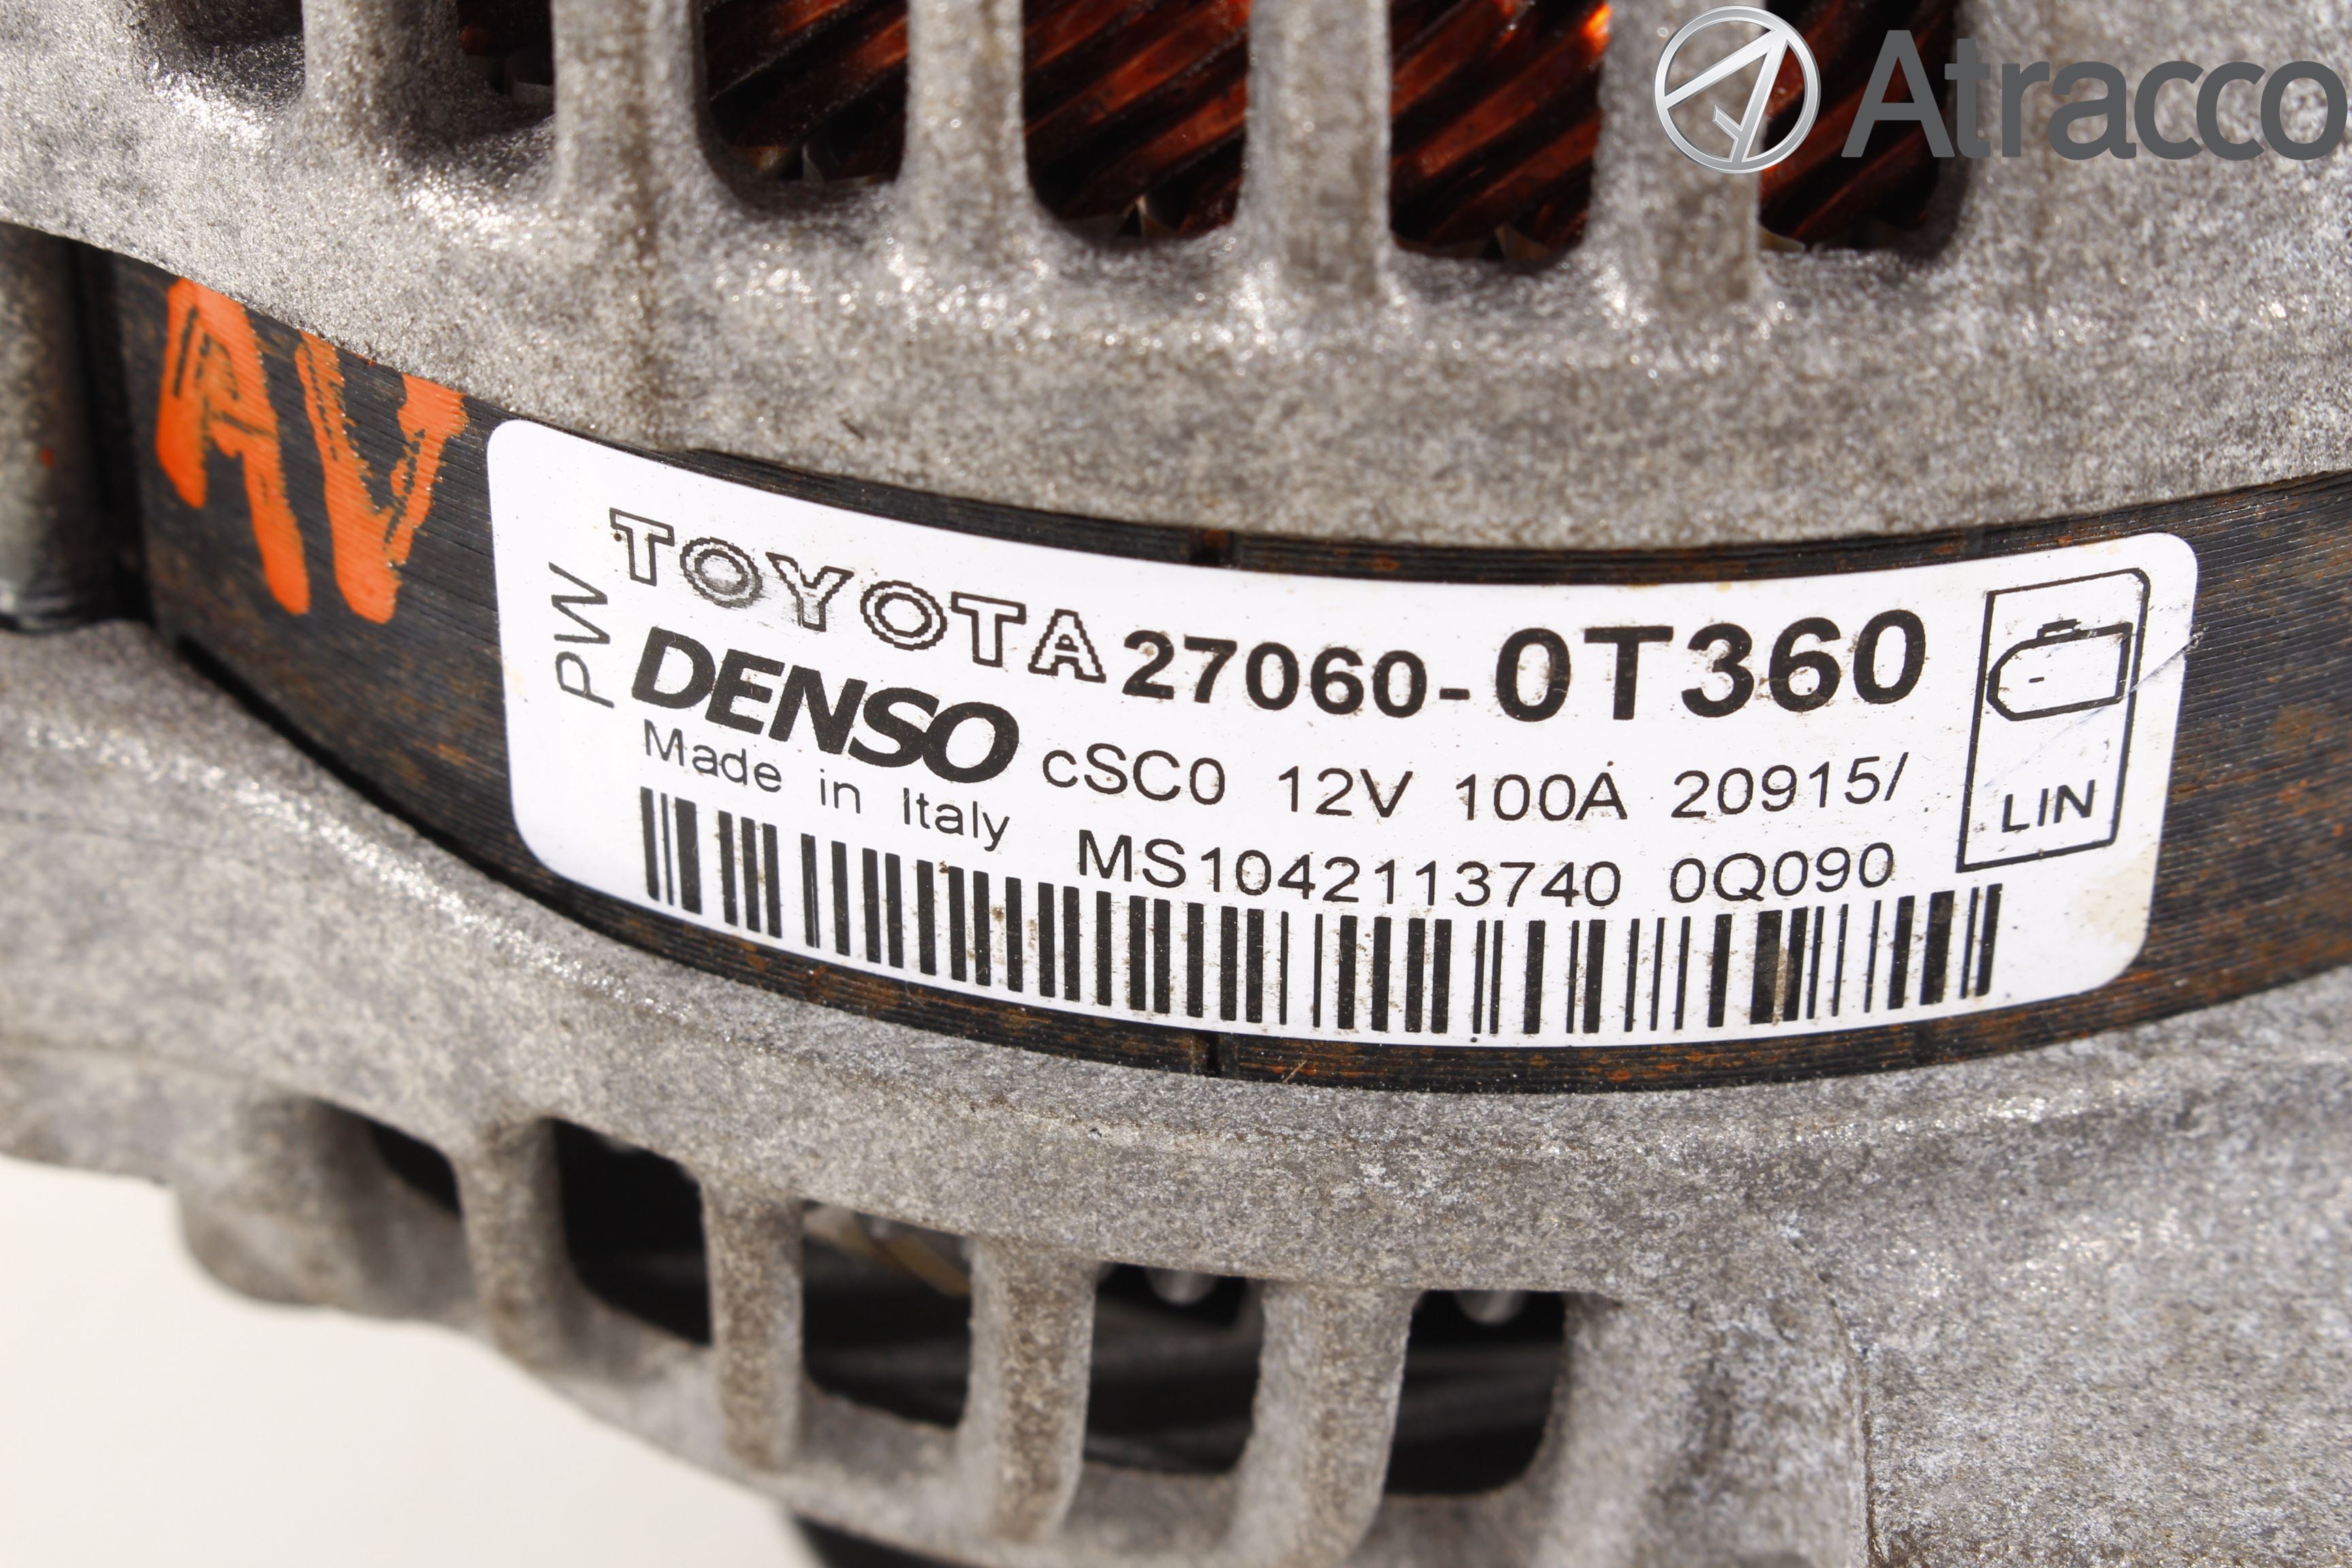 Atracco
AV
PW
TOYOTA 27060-0T360
DENSO cSC0 12V 100A 20915/
Made in Italy MS1042113740 0Q090
LIN